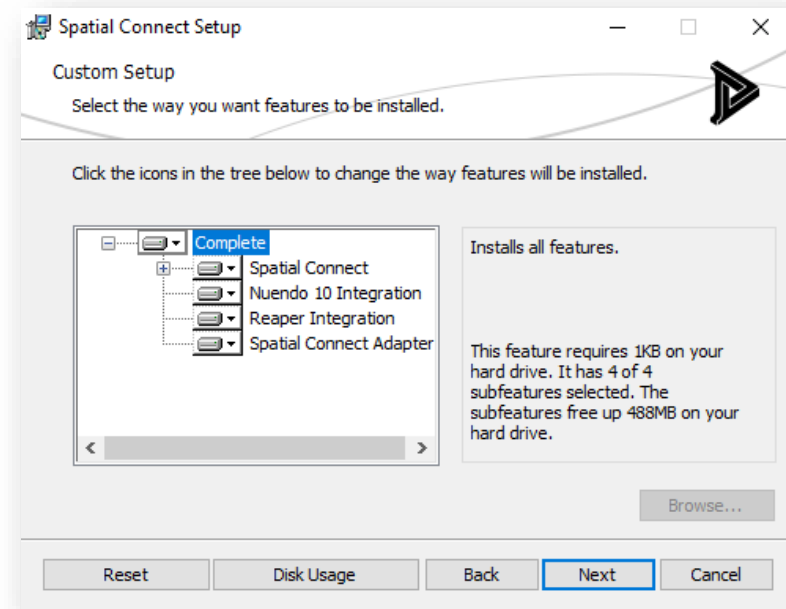 Spatial Connect Setup
Custom Setup
Select the way you want features to be installed.
Click the icons in the tree below to change the way features will be installed.
Complete
Spatial Connect
Nuendo 10 Integration
Reaper Integration
Spatial Connect Adapter
Installs all features.
This feature requires 1KB on your
hard drive. It has 4 of 4
subfeatures selected. The
subfeatures free up 488MB on your
hard drive.
Browse...
Reset
Disk Usage
Back
Next
Cancel